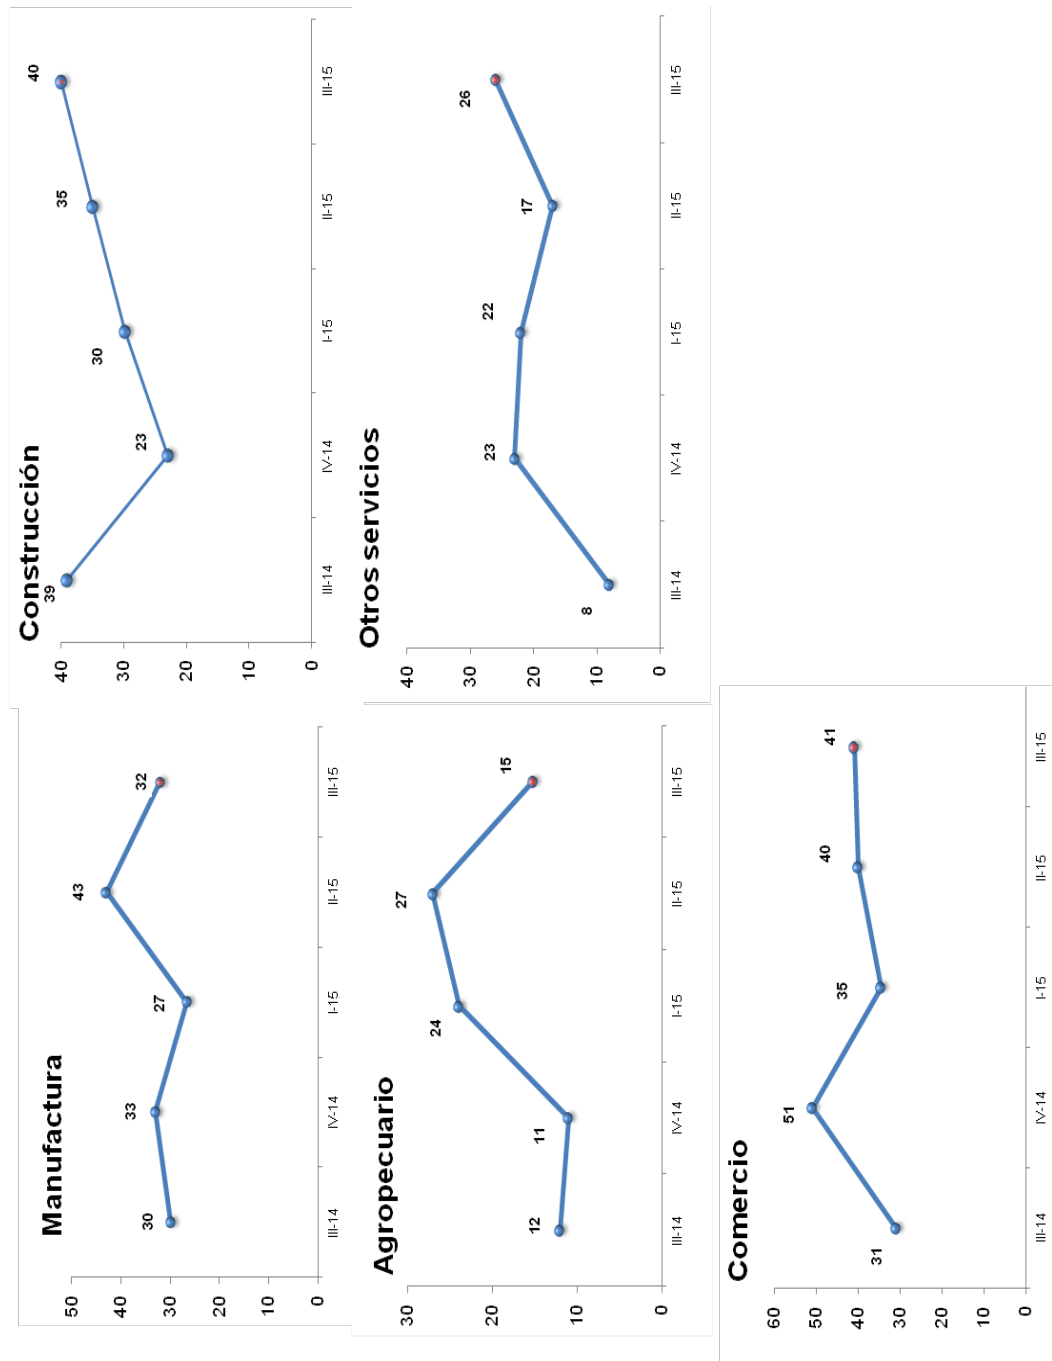 Manufactura
50
40
30
20
10
0
30
33
27
43
32
III-14
IV-14
I-15
II-15
III-15
Construcción
40
30
20
10
0
39
23
30
35
40
III-14
IV-14
I-15
II-15
III-15
Agropecuario
30
20
10
0
12
11
24
27
15
III-14
IV-14
I-15
II-15
III-15
Otros servicios
40
30
20
10
0
8
23
22
17
26
III-14
IV-14
I-15
II-15
III-15
Comercio
60
50
40
30
20
10
0
31
51
35
40
41
III-14
IV-14
I-15
II-15
III-15